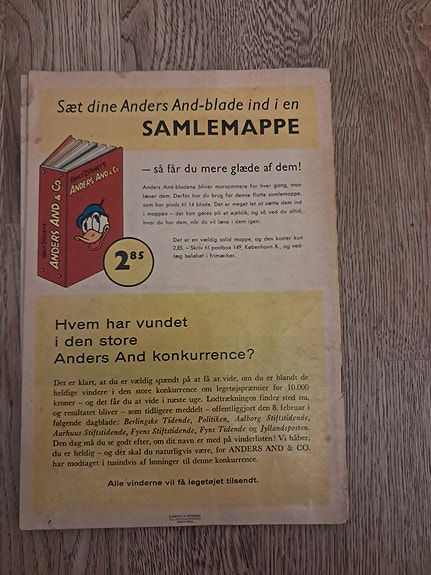 Sæt dine Anders And-blade ind i en
SAMLEMAPPE
— så får du mere glæde af dem!
WALT DISNEY'S
ANDERS AND & CO
ANDERS AND & CO
2.85
Anders And-bladene bliver morsommere for hver gang, man
læser dem. Derfor har du brug for denne flotte samlemappe,
som har plads til 14 blade. Det er meget let at sætte dem ind
i mappen – det kan gøres på et øjeblik, og så ved du altid,
hvor du har dem, når du vil læse i dem igen.
Det er en vældig solid mappe, og den koster kun
2,85. – Skriv til postbox 149, København K., og ved-
læg beløbet i frimærker.
Hvem har vundet
i den store
Anders And konkurrence?
Det er klart, at du er vældig spændt på at få at vide, om du er blandt de
heldige vindere i den store konkurrence om legetøjspræmier for 10.000
kroner – og det får du at vide i næste uge. Lodtrækningen finder sted nu,
og resultatet bliver – som tidligere meddelt – offentliggjort den 8. februar i
følgende dagblade: Berlingske Tidende, Politiken, Aalborg Stiftstidende,
Aarhuus Stiftstidende, Fyens Stiftstidende, Fyns Tidende og Jyllandsposten.
Den dag må du se godt efter, om dit navn er med på vinderlisten! Vi håber,
du er heldig – og det skal du naturligvis være, for ANDERS AND & CO.
har modtaget i tusindvis af løsninger til denne konkurrence.
Alle vinderne vil få legetøjet tilsendt.